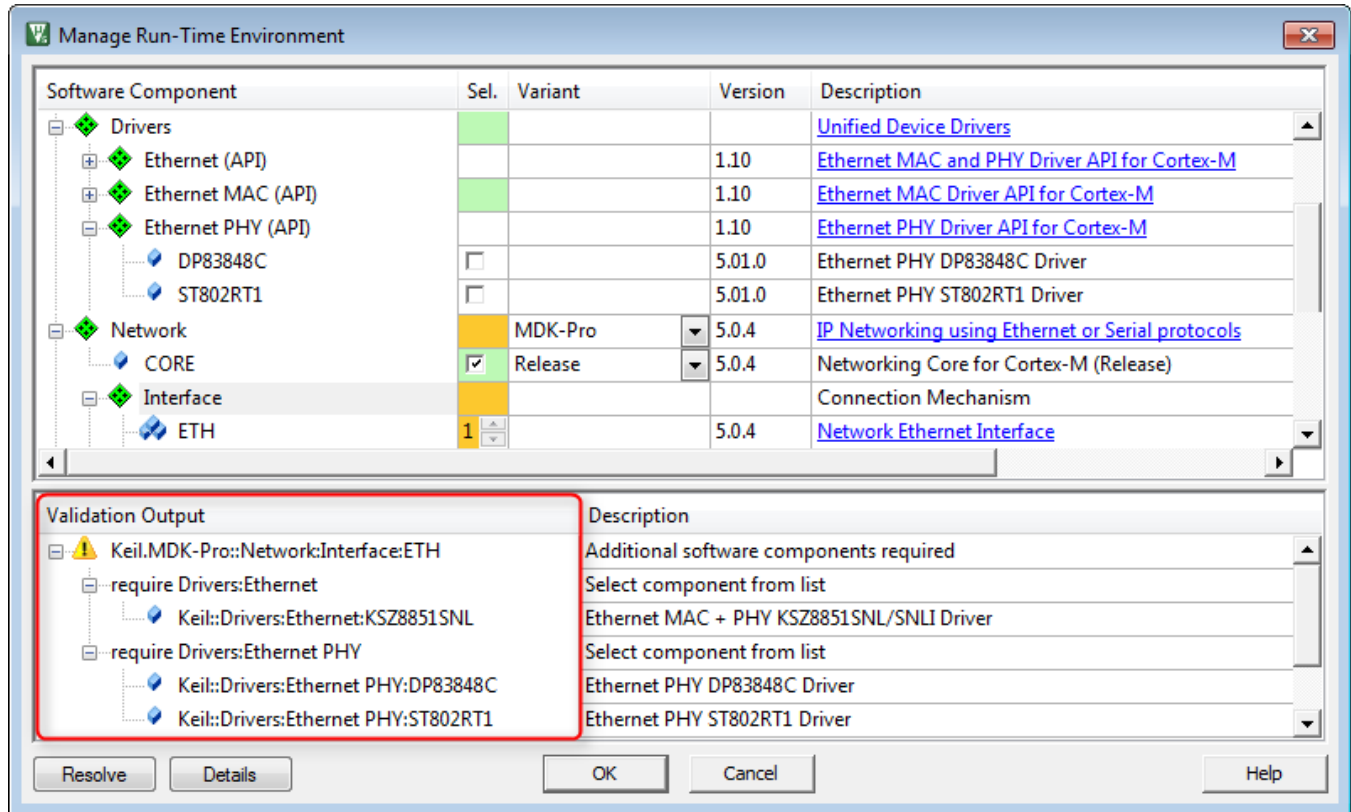 Manage Run-Time Environment
Software Component Sel. Variant Version Description
Drivers Unified Device Drivers
Ethernet (API) 1.10 Ethernet MAC and PHY Driver API for Cortex-M
Ethernet MAC (API) 1.10 Ethernet MAC Driver API for Cortex-M
Ethernet PHY (API) 1.10 Ethernet PHY Driver API for Cortex-M
DP83848C 5.01.0 Ethernet PHY DP83848C Driver
ST802RT1 5.01.0 Ethernet PHY ST802RT1 Driver
Network MDK-Pro 5.0.4 IP Networking using Ethernet or Serial protocols
CORE Release 5.0.4 Networking Core for Cortex-M (Release)
Interface Connection Mechanism
ETH 1 5.0.4 Network Ethernet Interface
Validation Output Description
Keil.MDK-Pro::Network:Interface:ETH Additional software components required
require Drivers:Ethernet Select component from list
Keil::Drivers:Ethernet:KSZ8851SNL Ethernet MAC + PHY KSZ8851SNL/SNLI Driver
require Drivers:Ethernet PHY Select component from list
Keil::Drivers:Ethernet PHY:DP83848C Ethernet PHY DP83848C Driver
Keil::Drivers:Ethernet PHY:ST802RT1 Ethernet PHY ST802RT1 Driver
Resolve Details OK Cancel Help